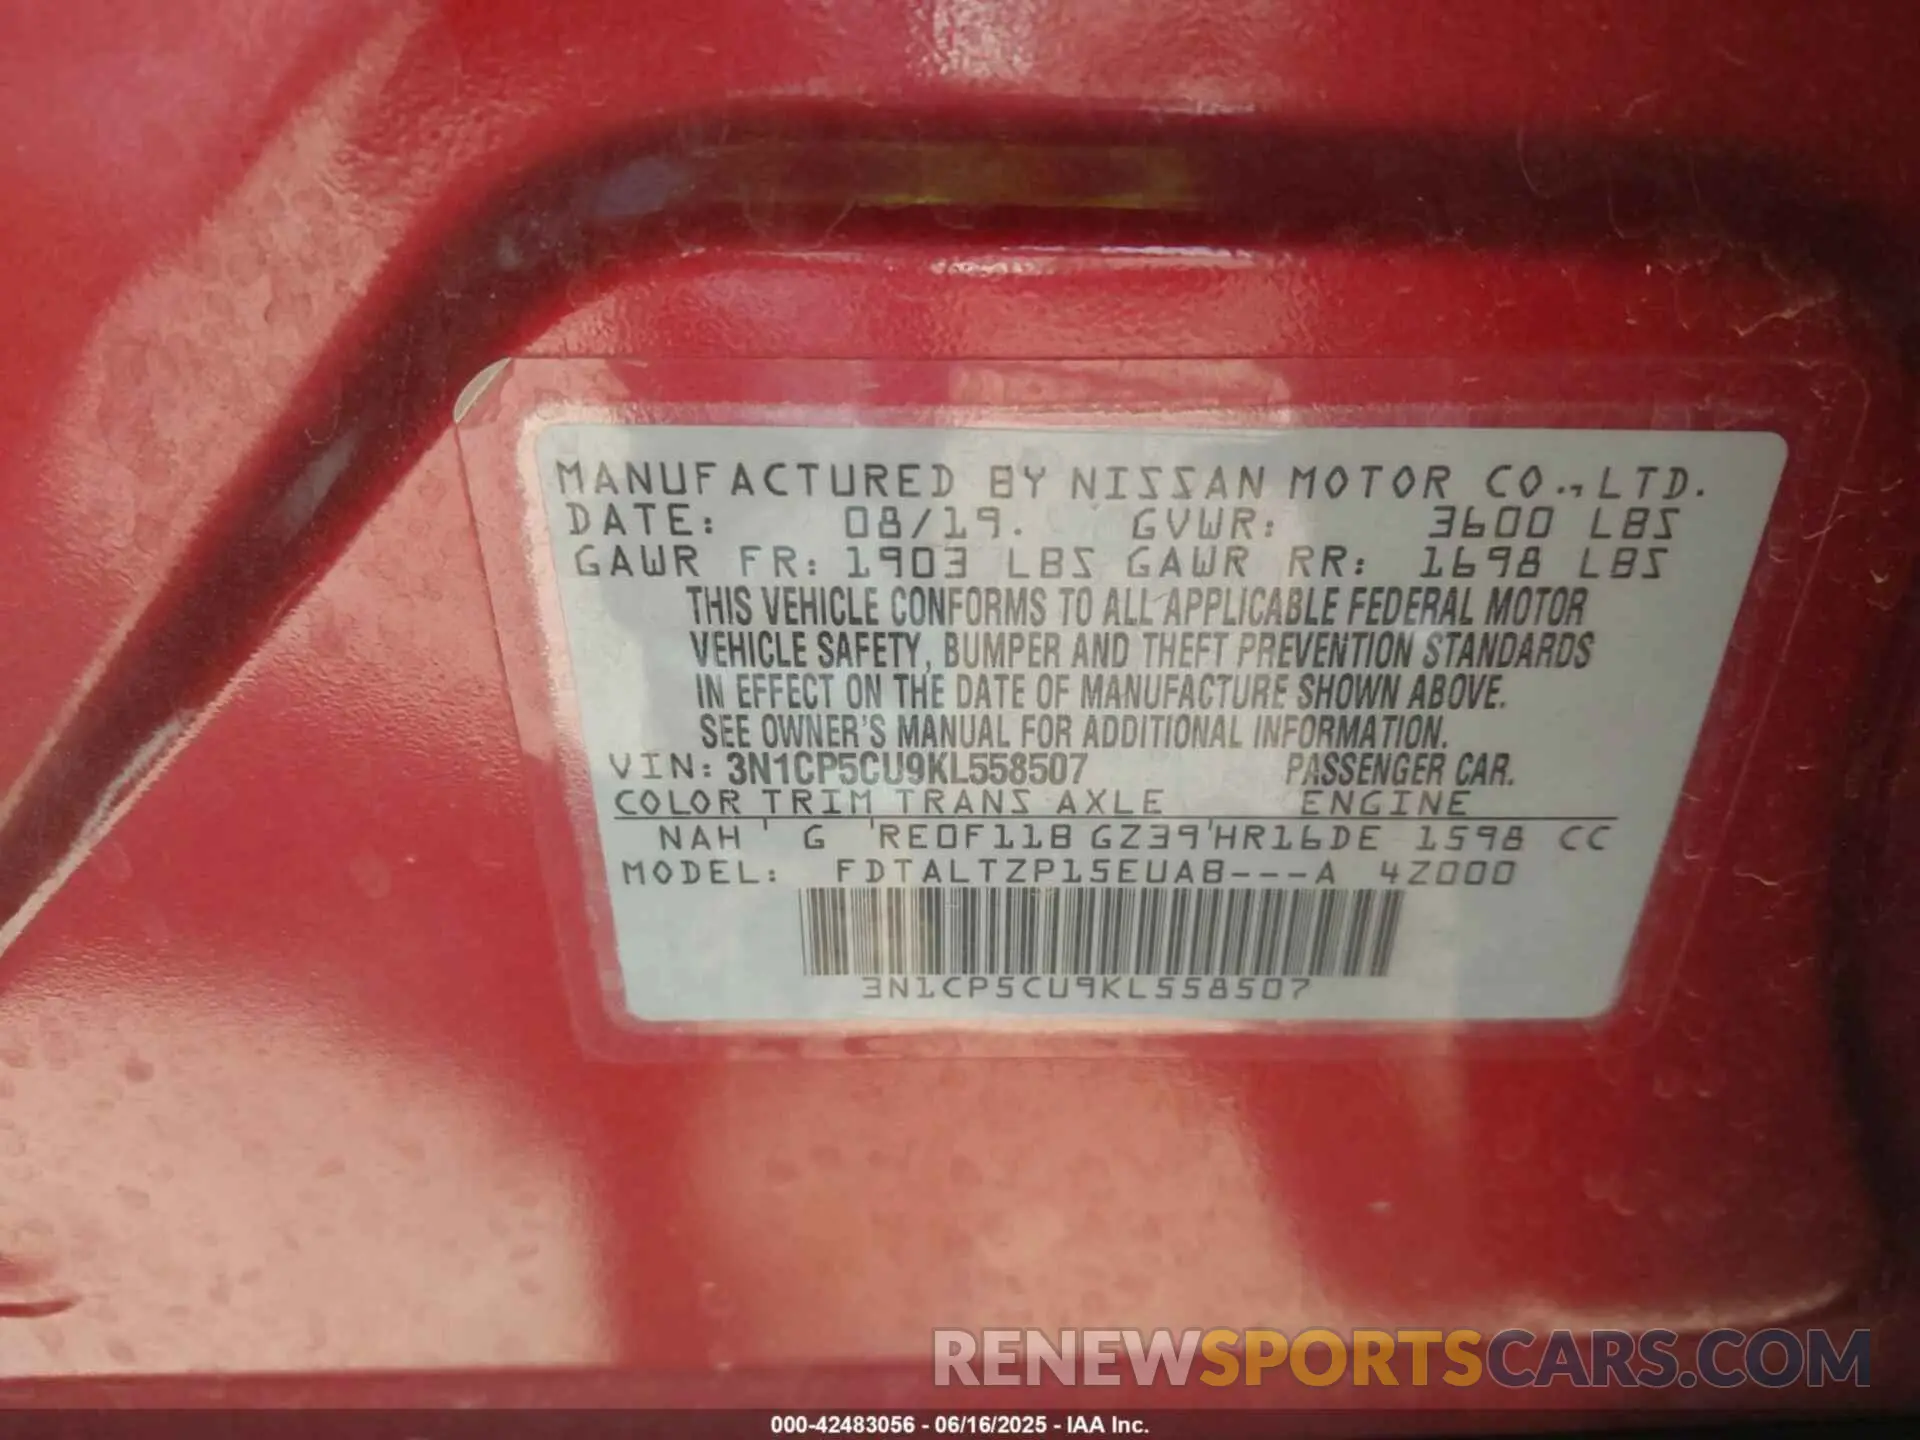 MANUFACTURED BY NISSAN MOTOR CO.,LTD.
DATE: 08/19. GVWR: 3600 LBS
GAWR FR: 1903 LBS GAWR RR: 1698 LBS
THIS VEHICLE CONFORMS TO ALL APPLICABLE FEDERAL MOTOR
VEHICLE SAFETY, BUMPER AND THEFT PREVENTION STANDARDS
IN EFFECT ON THE DATE OF MANUFACTURE SHOWN ABOVE.
SEE OWNER'S MANUAL FOR ADDITIONAL INFORMATION.
VIN: 3N1CP5CU9KL558507 PASSENGER CAR.
COLOR TRIM TRANS AXLE ENGINE
NAH ' G 'RE0F11B GZ39'HR16DE 1598 CC
MODEL: FDTALTZP15EUAB---A 4Z000
3N1CP5CU9KL558507
RENEWSPORTSCARS.COM
000-42483056 - 06/16/2025 - IAA Inc.